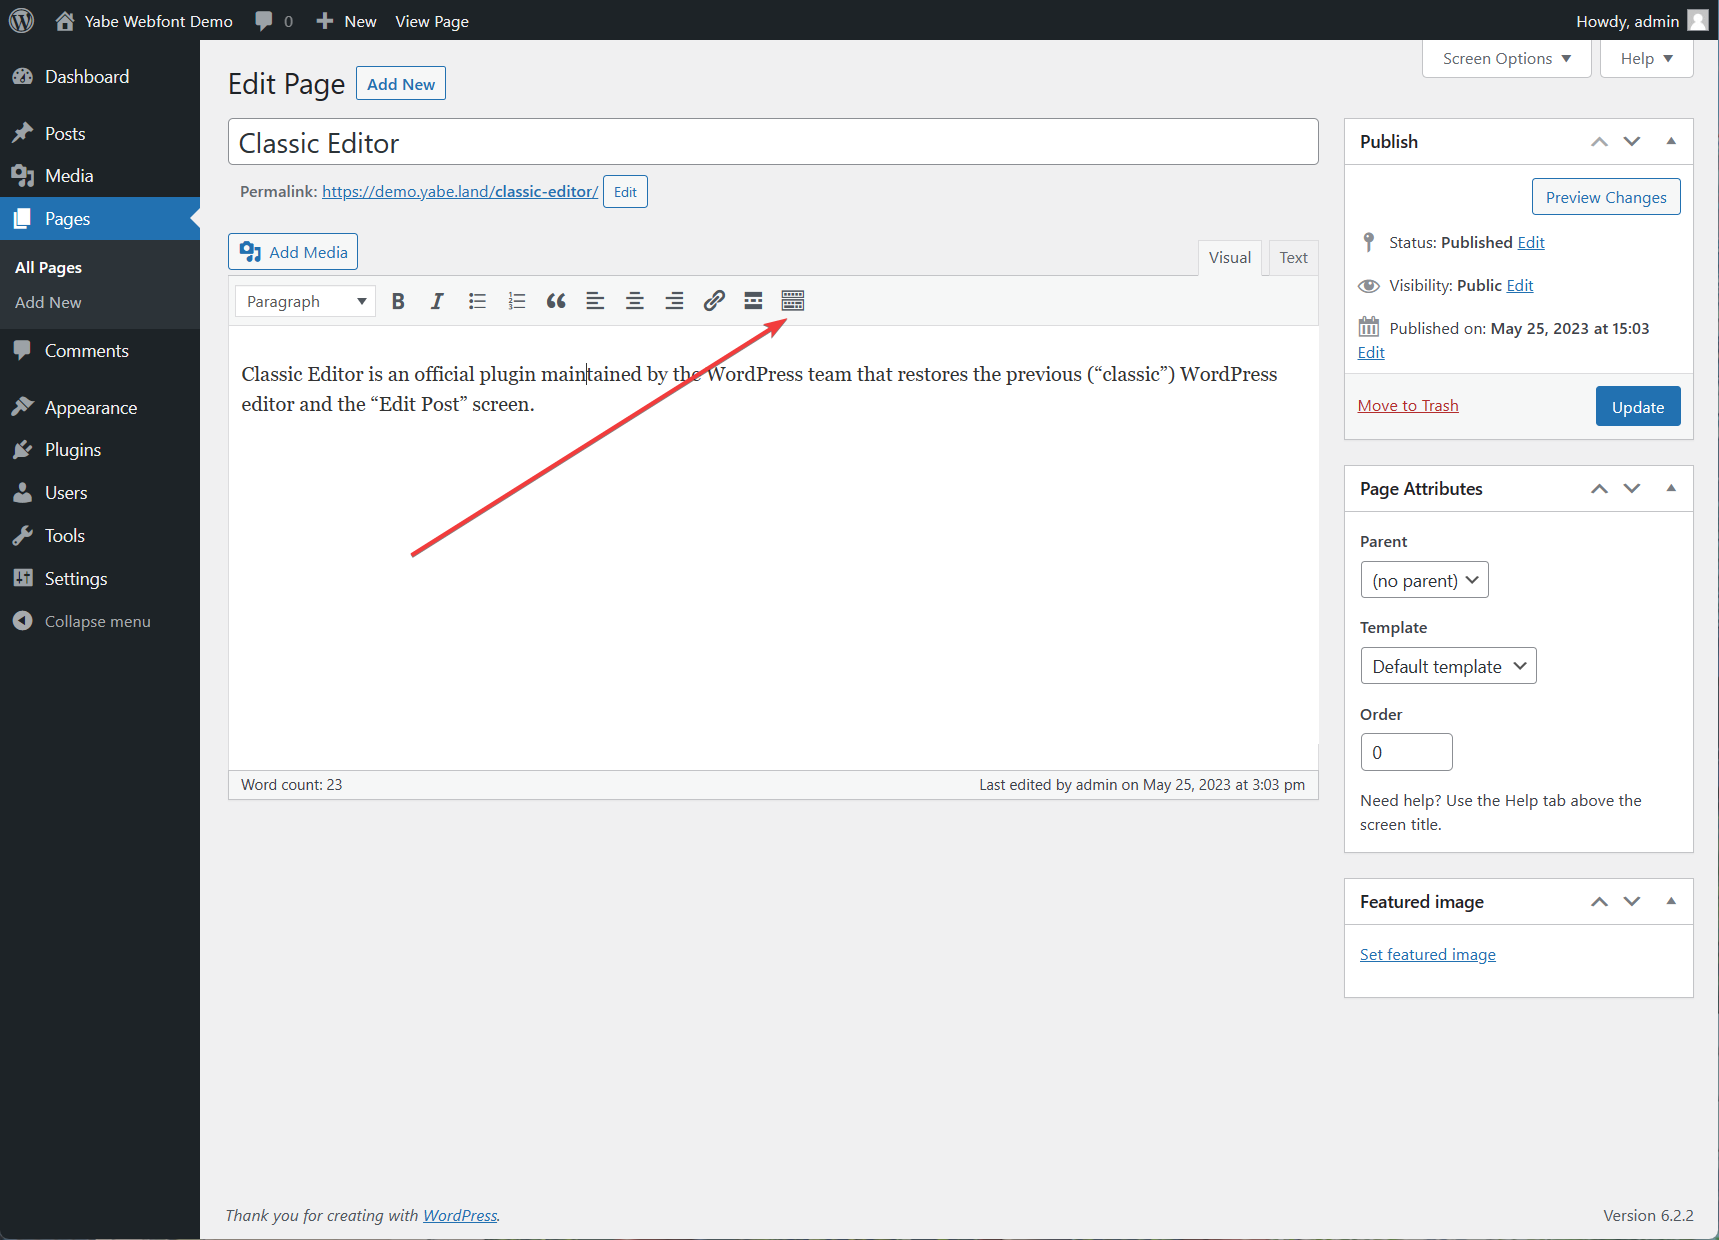 Yabe Webfont Demo 0 New View Page Howdy, admin
Screen Options Help
Dashboard
Posts
Media
Pages
All Pages
Add New
Comments
Appearance
Plugins
Users
Tools
Settings
Collapse menu
Edit Page Add New
Classic Editor
Permalink: https://demo.yabe.land/classic-editor/ Edit
Add Media
Visual Text
Paragraph
Classic Editor is an official plugin maintained by the WordPress team that restores the previous (“classic”) WordPress
editor and the “Edit Post” screen.
Word count: 23 Last edited by admin on May 25, 2023 at 3:03 pm
Publish
Preview Changes
Status: Published Edit
Visibility: Public Edit
Published on: May 25, 2023 at 15:03
Edit
Move to Trash Update
Page Attributes
Parent
(no parent)
Template
Default template
Order
0
Need help? Use the Help tab above the
screen title.
Featured image
Set featured image
Thank you for creating with WordPress. Version 6.2.2